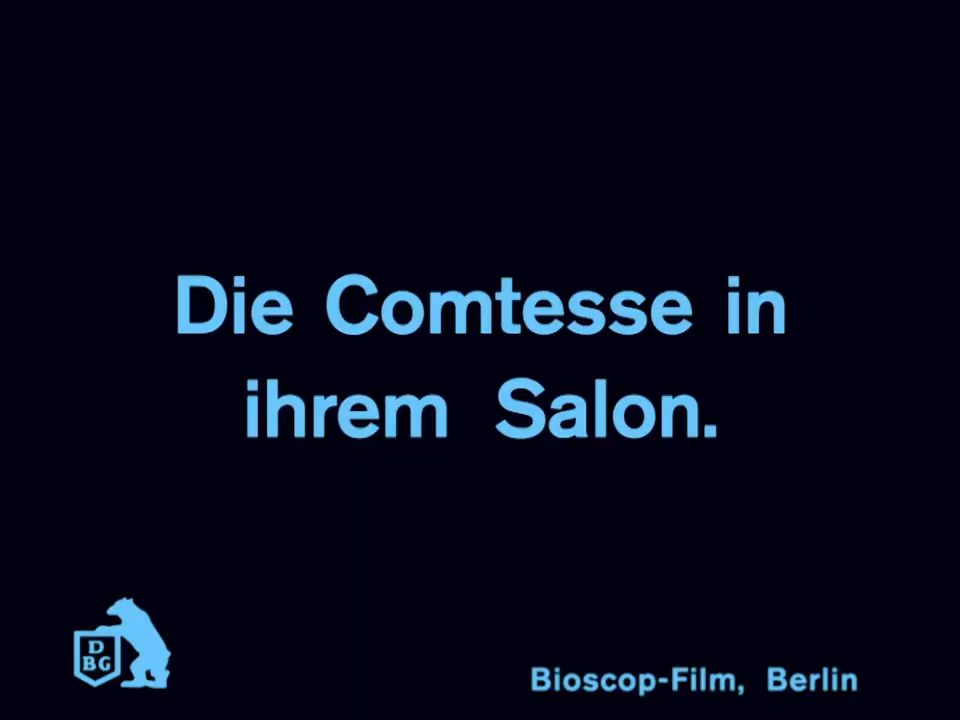 Die Comtesse in
ihrem Salon.
D
BG
Bioscop-Film, Berlin